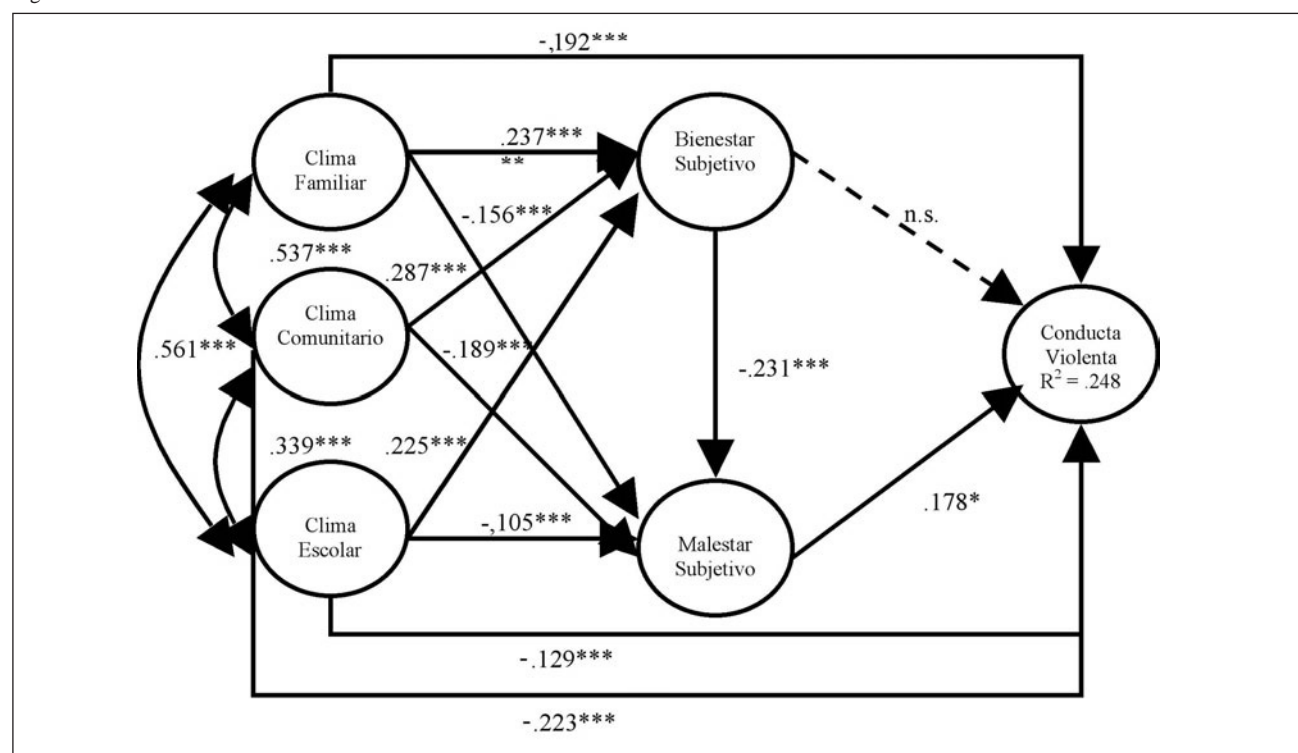 -,192***
Clima
Familiar
.237***
**
Bienestar
Subjetivo
-.156***
n.s.
.537***
.287***
Clima
Comunitario
.561***
-.189***
-.231***
Conducta
Violenta
R² = .248
.339***
.225***
Clima
Escolar
-,105***
Malestar
Subjetivo
.178*
-.129***
-.223***